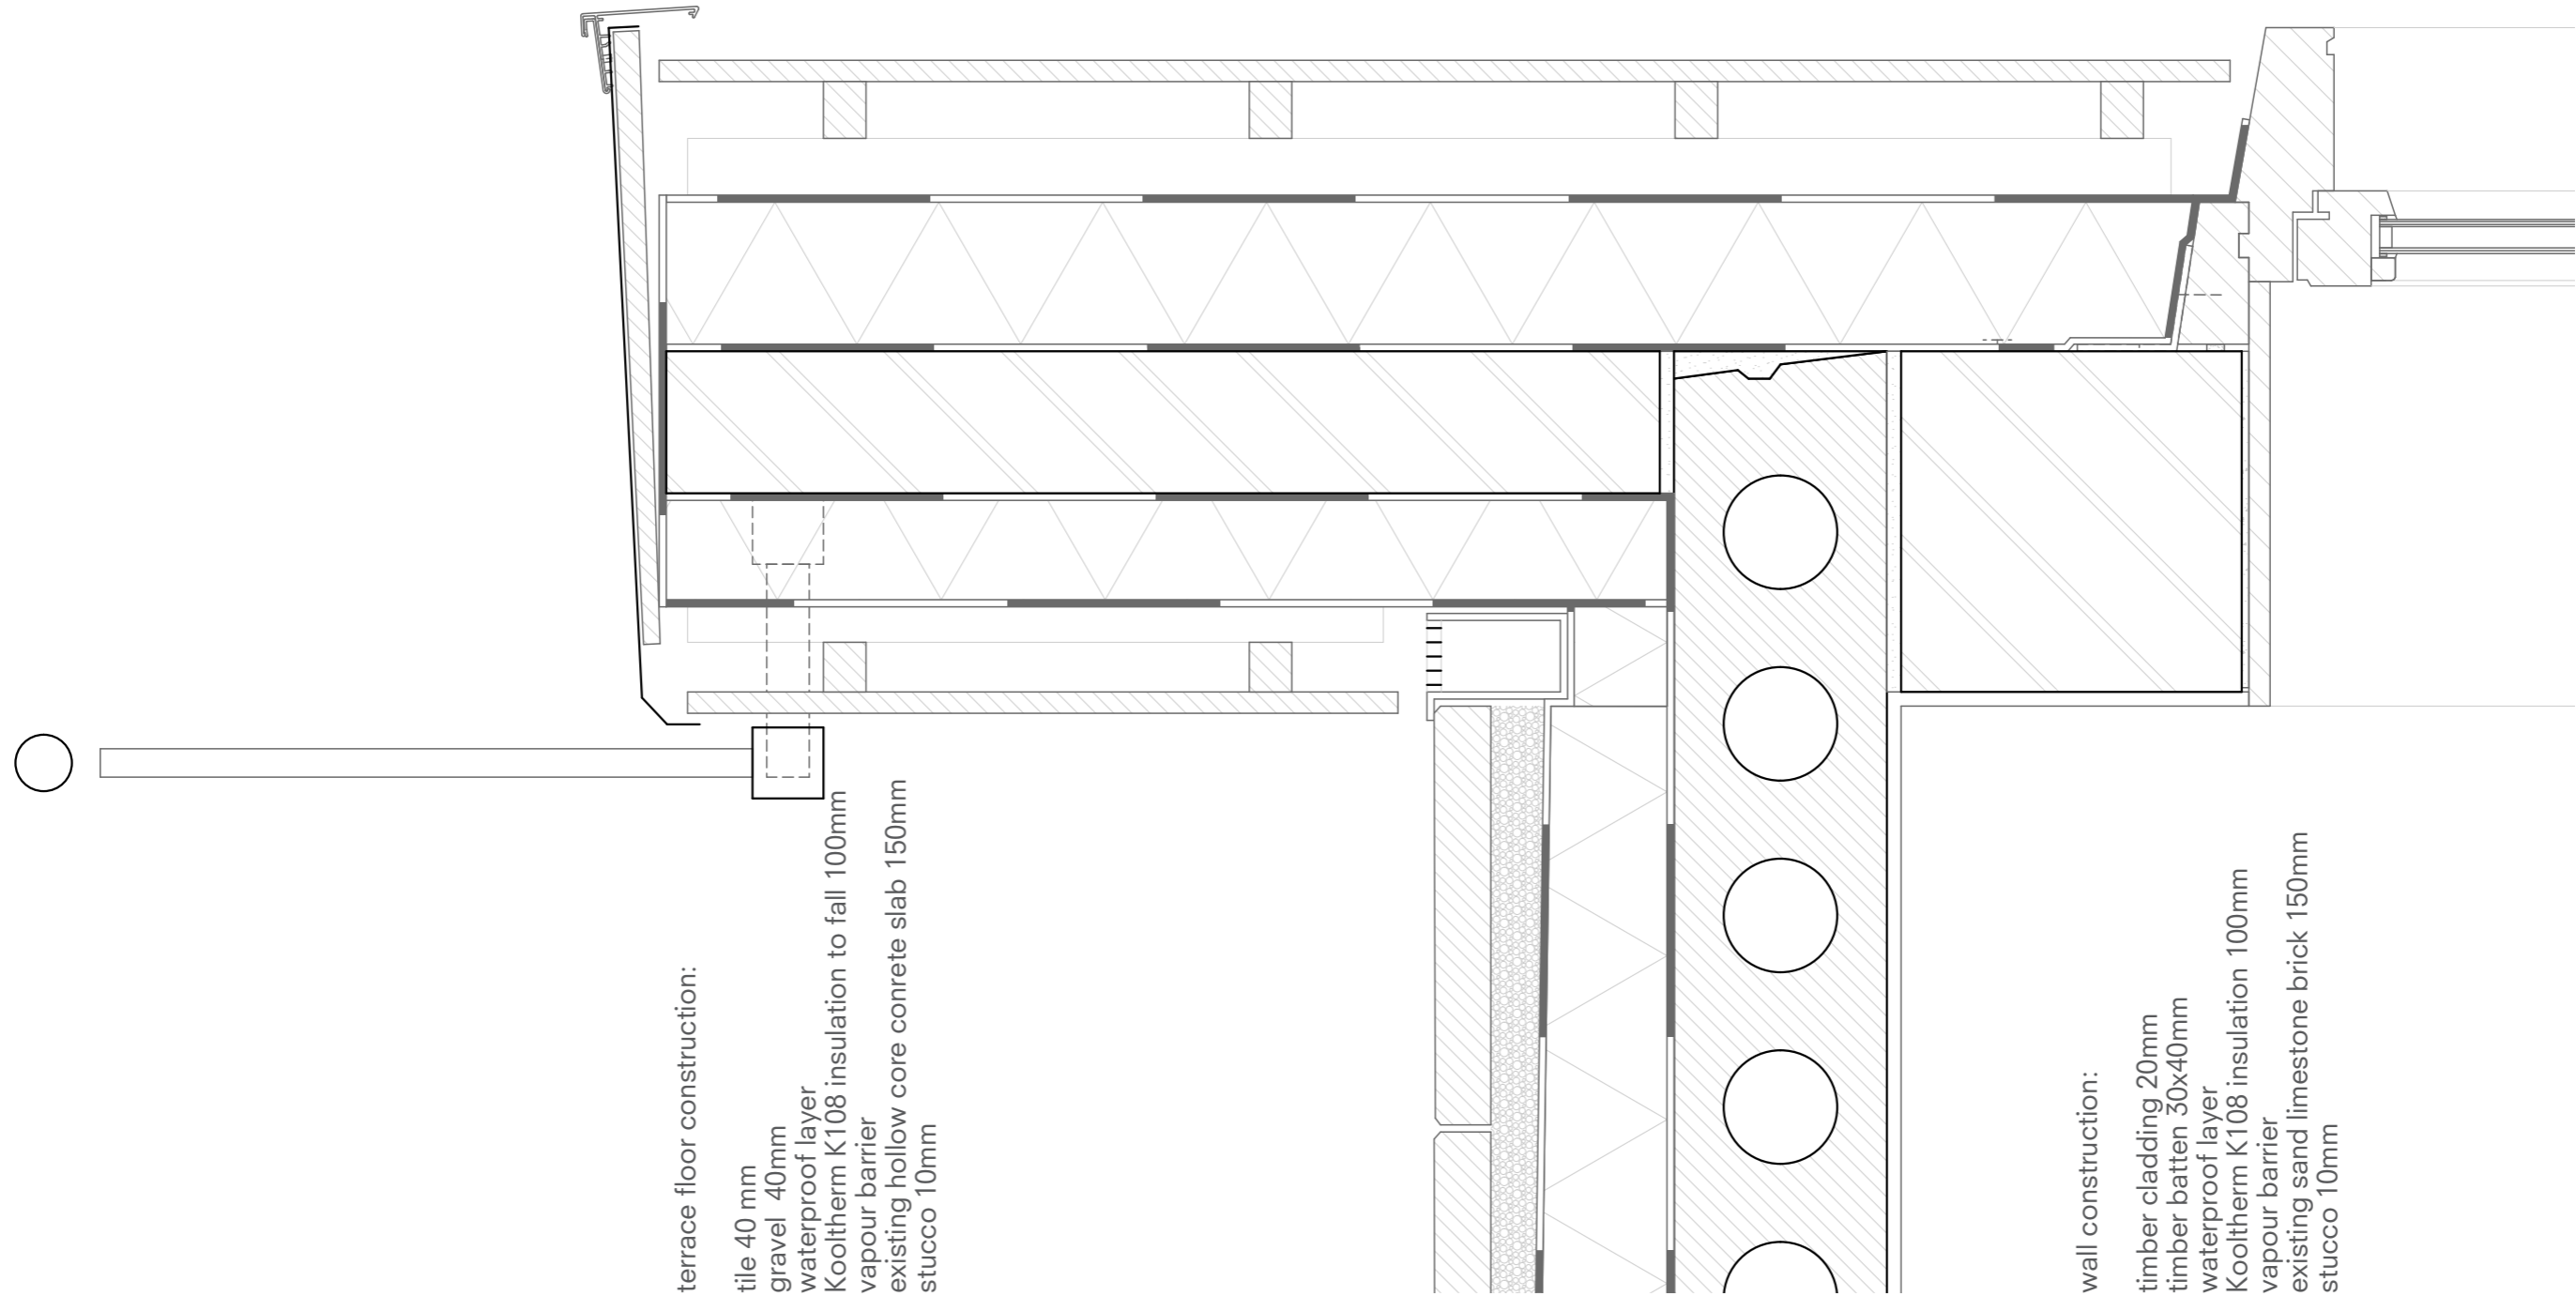 terrace floor construction:
tile 40 mm
gravel  40mm
waterproof layer
Kooltherm K108 insulation to fall 100mm
vapour barrier
existing hollow core conrete slab 150mm
stucco 10mm
wall construction:
timber cladding 20mm
timber batten 30x40mm
waterproof layer
Kooltherm K108 insulation 100mm
vapour barrier
existing sand limestone brick 150mm
stucco 10mm